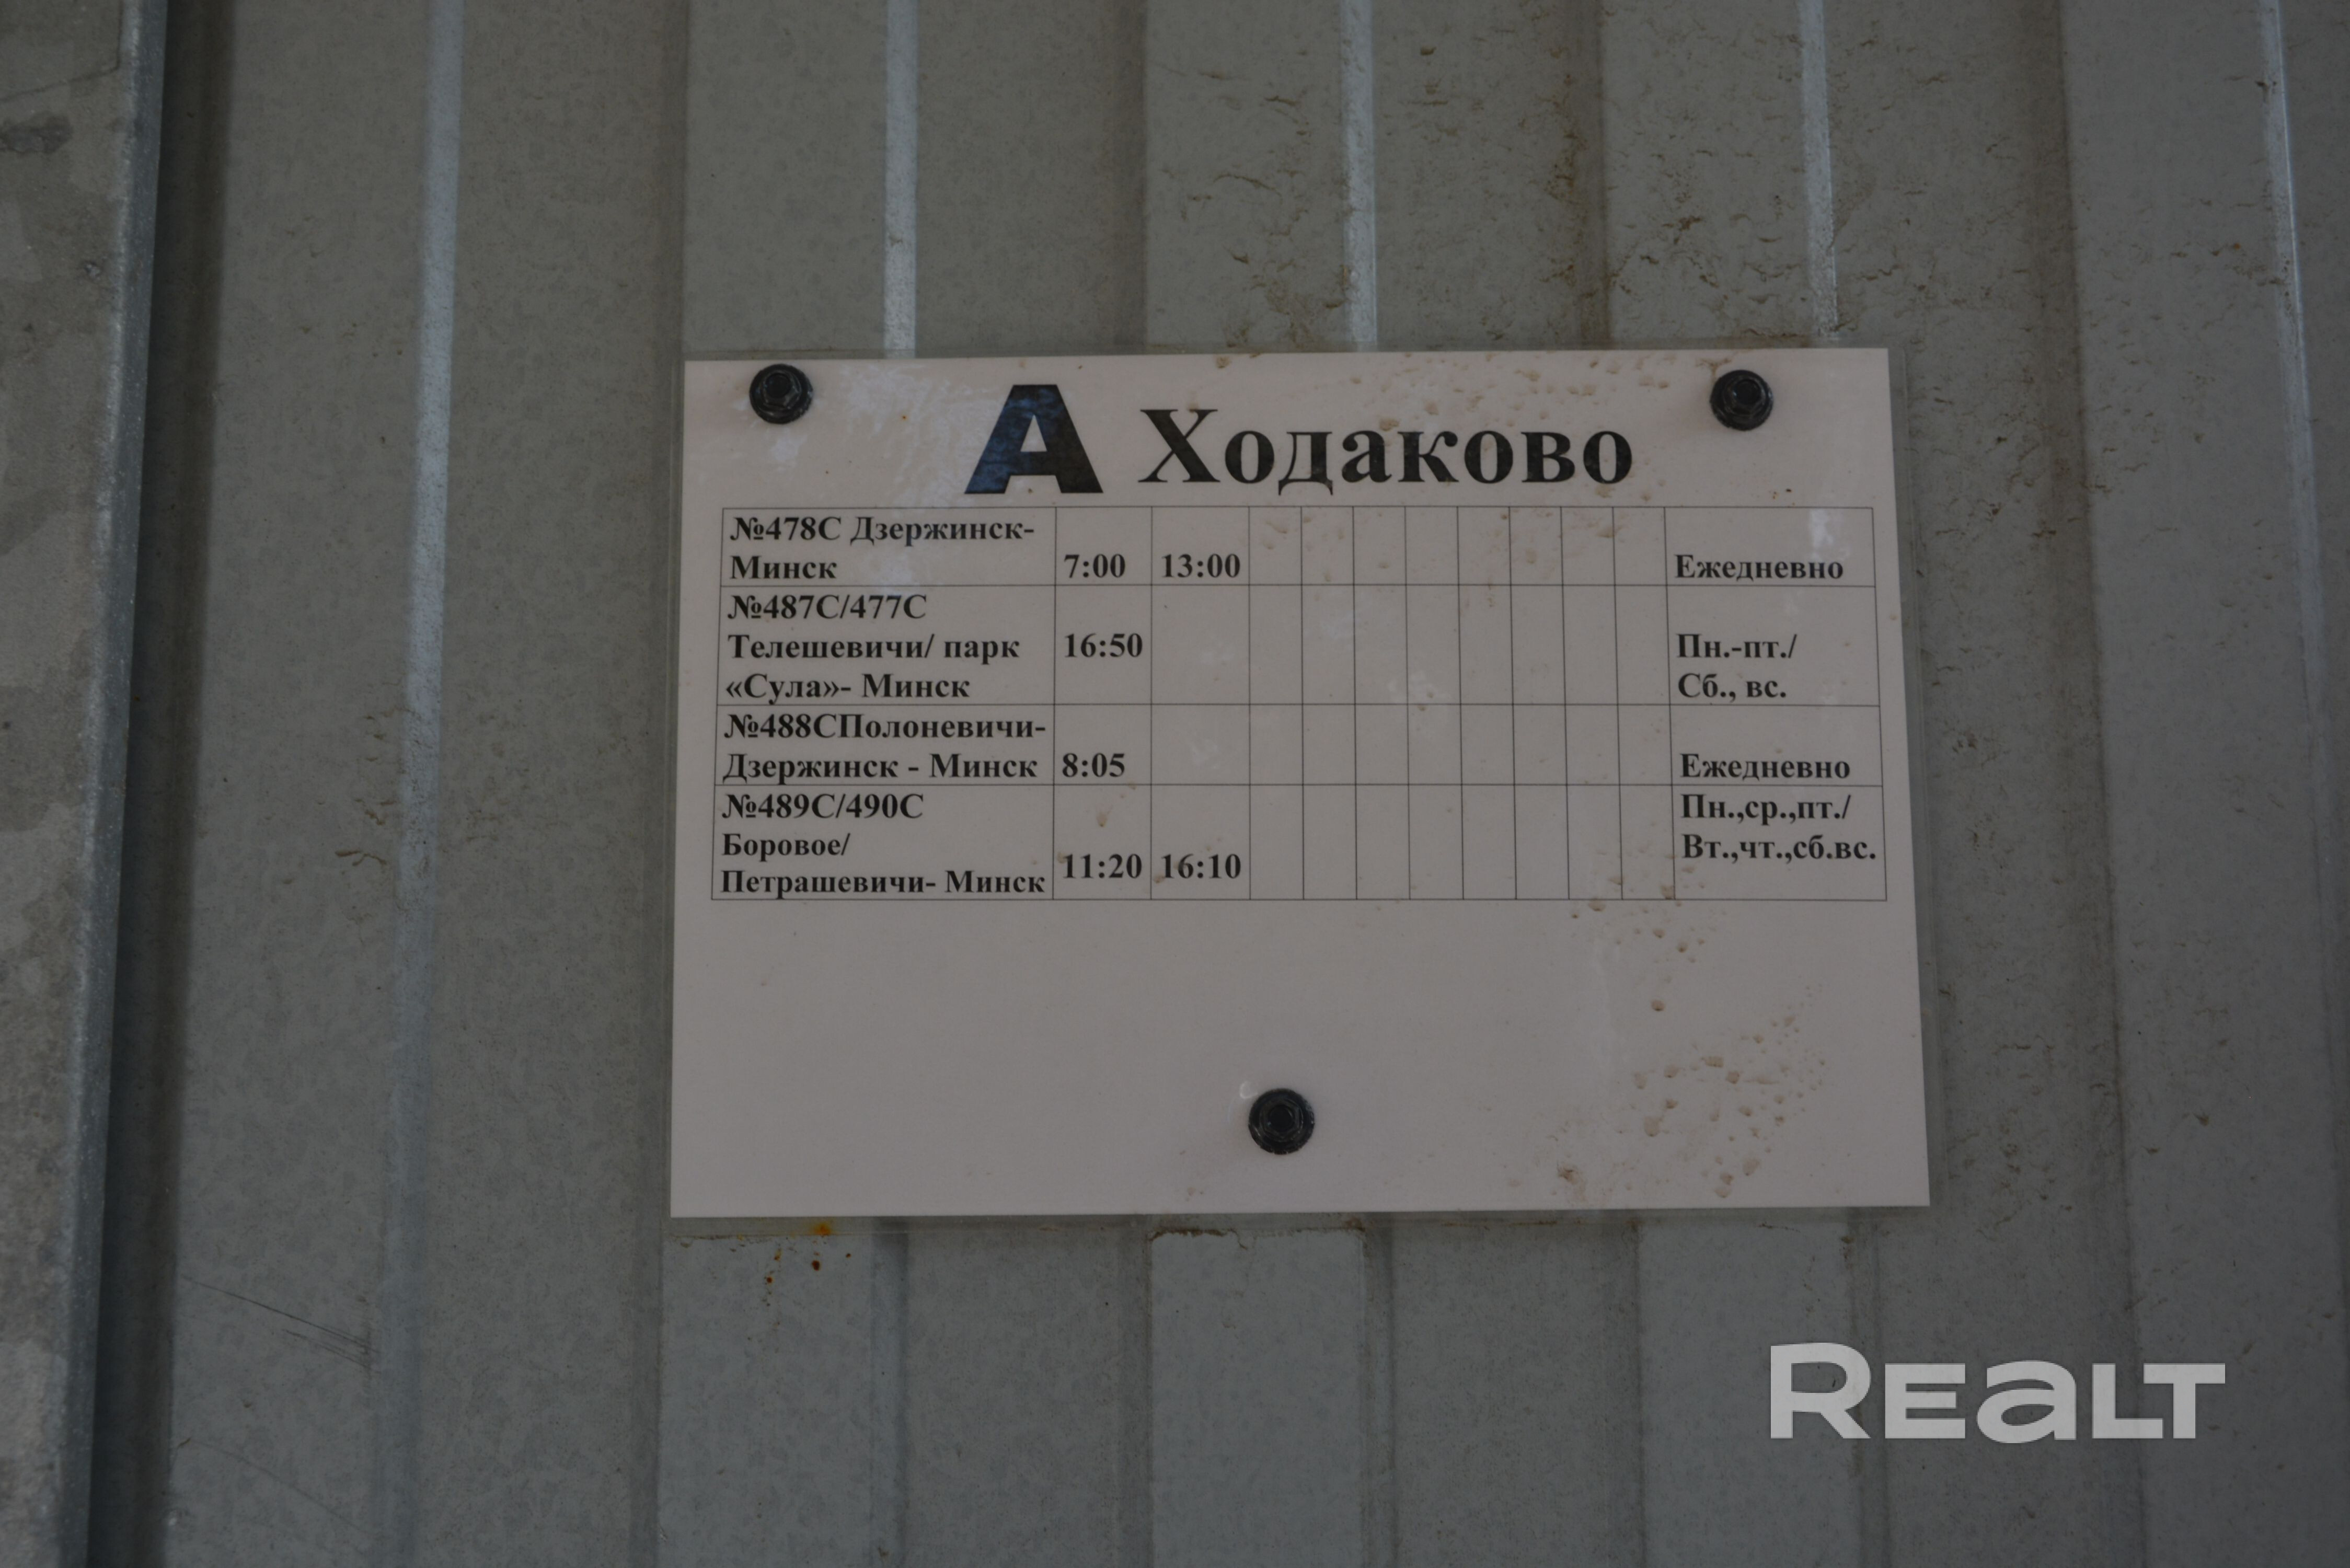 А Ходаково
№478С Дзержинск-
Минск 7:00 13:00 Ежедневно
№487С/477С
Телешевичи/ парк 16:50 Пн.-пт./
«Сула»- Минск Сб., вс.
№488СПолоневичи-
Дзержинск - Минск 8:05 Ежедневно
№489С/490С Пн.,ср.,пт./
Боровое/ Вт.,чт.,сб.вс.
Петрашевичи- Минск 11:20 16:10
REALT